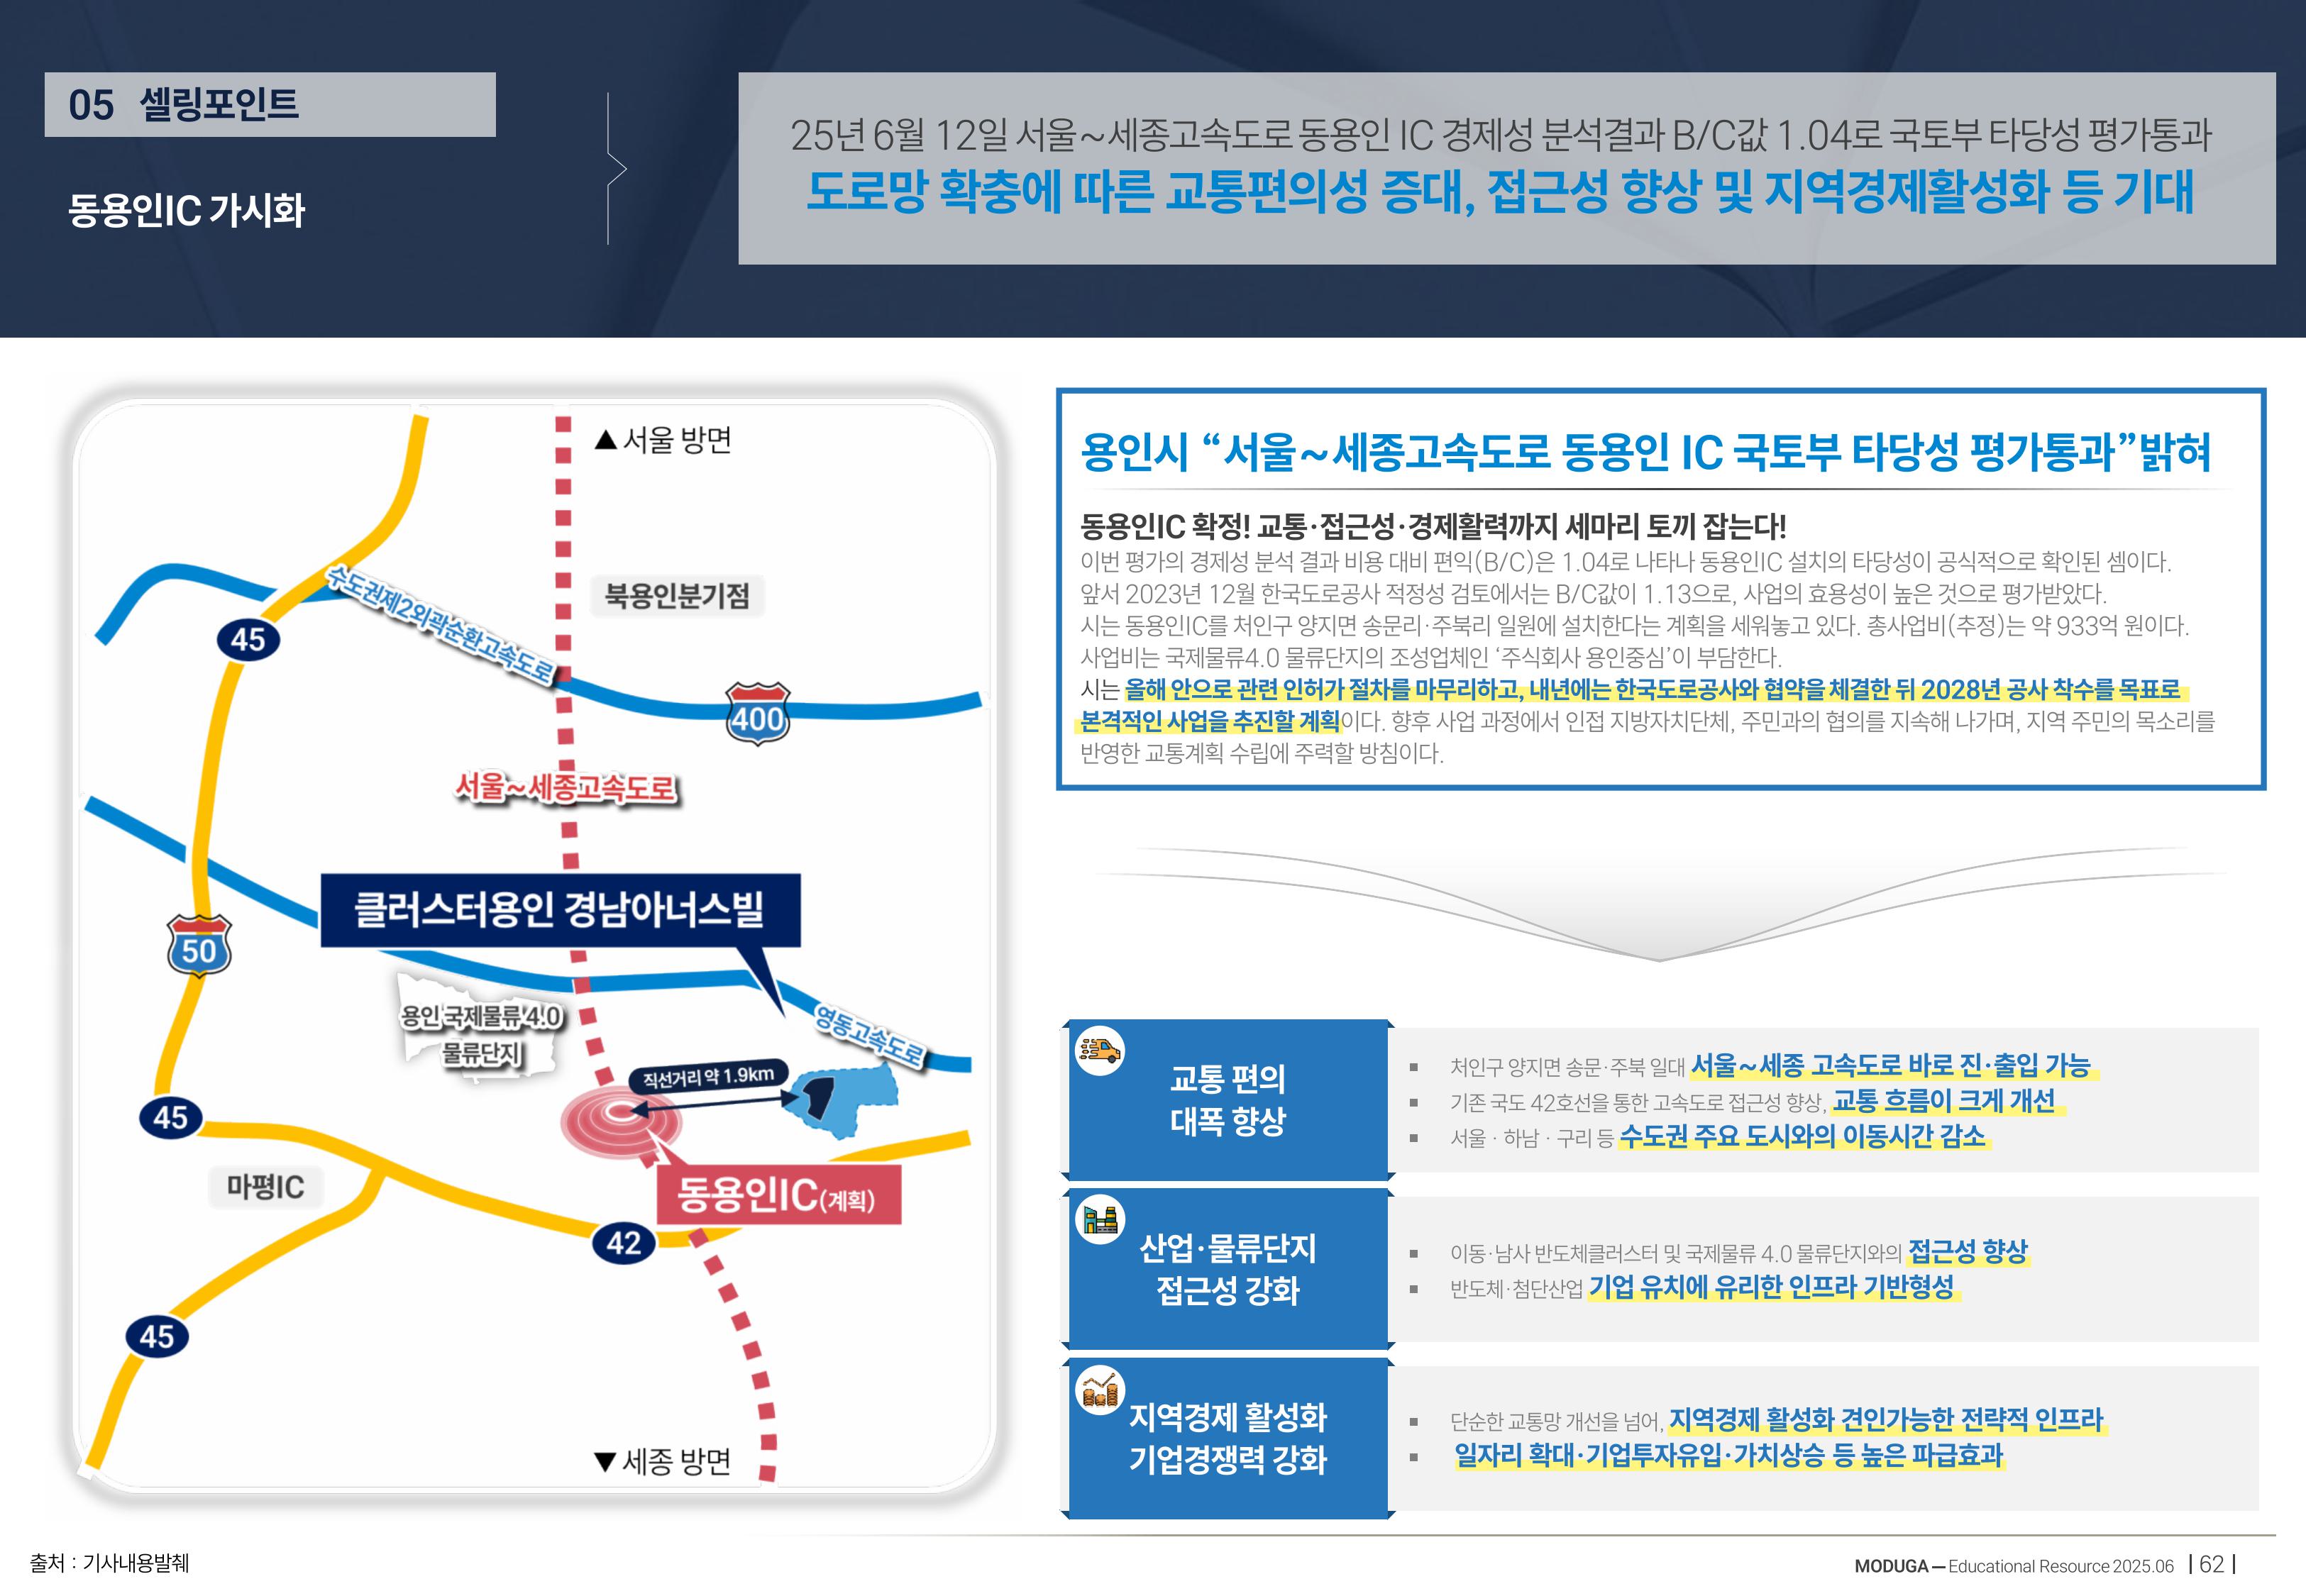 05 셀링포인트
동용인IC 가시화
25년 6월 12일 서울~세종고속도로 동용인 IC 경제성 분석결과 B/C값 1.04로 국토부 타당성 평가통과
도로망 확충에 따른 교통편의성 증대, 접근성 향상 및 지역경제활성화 등 기대
▲ 서울 방면
수도권제2외곽순환고속도로
북용인분기점
45
400
서울~세종고속도로
클러스터용인 경남아너스빌
50
용인 국제물류 4.0
물류단지
영동고속도로
직선거리 약 1.9km
45
마평IC
동용인IC(계획)
42
45
▼ 세종 방면
용인시 “서울~세종고속도로 동용인 IC 국토부 타당성 평가통과”밝혀
동용인IC 확정! 교통·접근성·경제활력까지 세마리 토끼 잡는다!
이번 평가의 경제성 분석 결과 비용 대비 편익(B/C)은 1.04로 나타나 동용인IC 설치의 타당성이 공식적으로 확인된 셈이다.
앞서 2023년 12월 한국도로공사 적정성 검토에서는 B/C값이 1.13으로, 사업의 효용성이 높은 것으로 평가받았다.
시는 동용인IC를 처인구 양지면 송문리·주북리 일원에 설치한다는 계획을 세워놓고 있다. 총사업비(추정)는 약 933억 원이다.
사업비는 국제물류4.0 물류단지의 조성업체인 ‘주식회사 용인중심’이 부담한다.
시는 올해 안으로 관련 인허가 절차를 마무리하고, 내년에는 한국도로공사와 협약을 체결한 뒤 2028년 공사 착수를 목표로
본격적인 사업을 추진할 계획이다. 향후 사업 과정에서 인접 지방자치단체, 주민과의 협의를 지속해 나가며, 지역 주민의 목소리를
반영한 교통계획 수립에 주력할 방침이다.
교통 편의
대폭 향상
▪ 처인구 양지면 송문·주북 일대 서울~세종 고속도로 바로 진·출입 가능
▪ 기존 국도 42호선을 통한 고속도로 접근성 향상, 교통 흐름이 크게 개선
▪ 서울 · 하남 · 구리 등 수도권 주요 도시와의 이동시간 감소
산업·물류단지
접근성 강화
▪ 이동·남사 반도체클러스터 및 국제물류 4.0 물류단지와의 접근성 향상
▪ 반도체·첨단산업 기업 유치에 유리한 인프라 기반형성
지역경제 활성화
기업경쟁력 강화
▪ 단순한 교통망 개선을 넘어, 지역경제 활성화 견인가능한 전략적 인프라
▪ 일자리 확대·기업투자유입·가치상승 등 높은 파급효과
출처 : 기사내용발췌
MODUGA — Educational Resource 2025.06 | 62 |